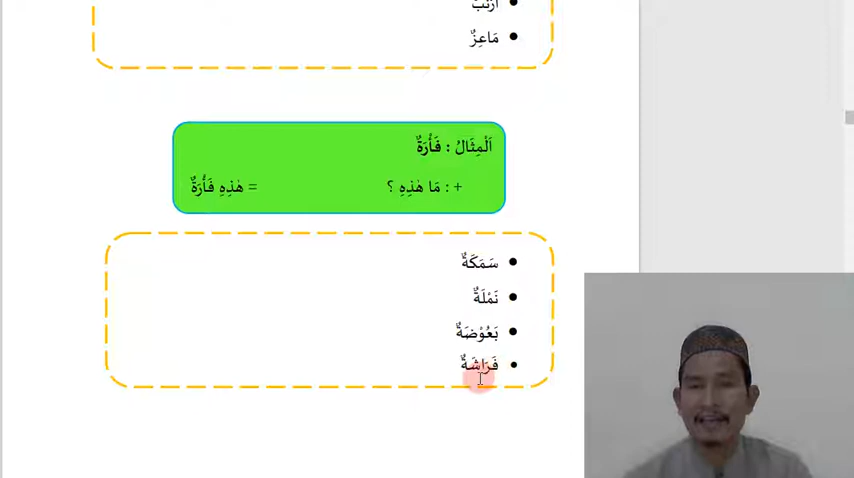 أَرْنَبٌ
مَاعِزٌ
اَلْمِثَالُ : فَأْرَةٌ
+ : مَا هٰذِهِ ؟ = هٰذِهِ فَأْرَةٌ
سَمَكَةٌ
نَمْلَةٌ
بَعُوْضَةٌ
فَرَاشَةٌ